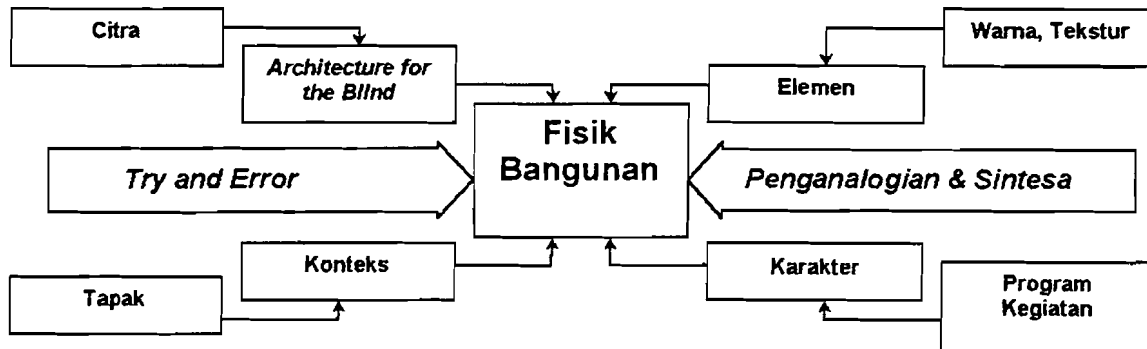 Citra
Warna, Tekstur
Architecture for
the Blind
Elemen
Fisik
Bangunan
Try and Error
Penganalogian & Sintesa
Konteks
Karakter
Tapak
Program
Kegiatan